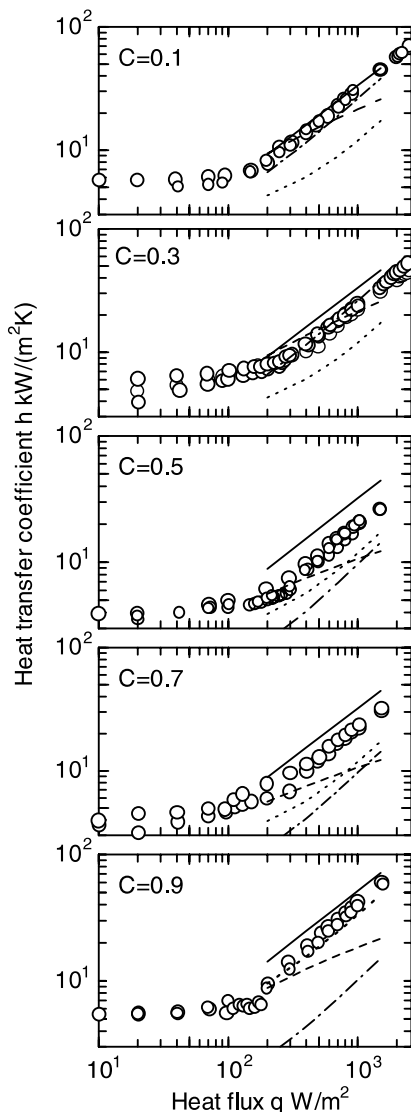 10²
C=0.1
10¹
10²
C=0.3
10¹
10²
C=0.5
10¹
10²
C=0.7
10¹
10²
C=0.9
10¹
10¹ 10² 10³
Heat flux q W/m²
Heat transfer coefficient h kW/(m²K)